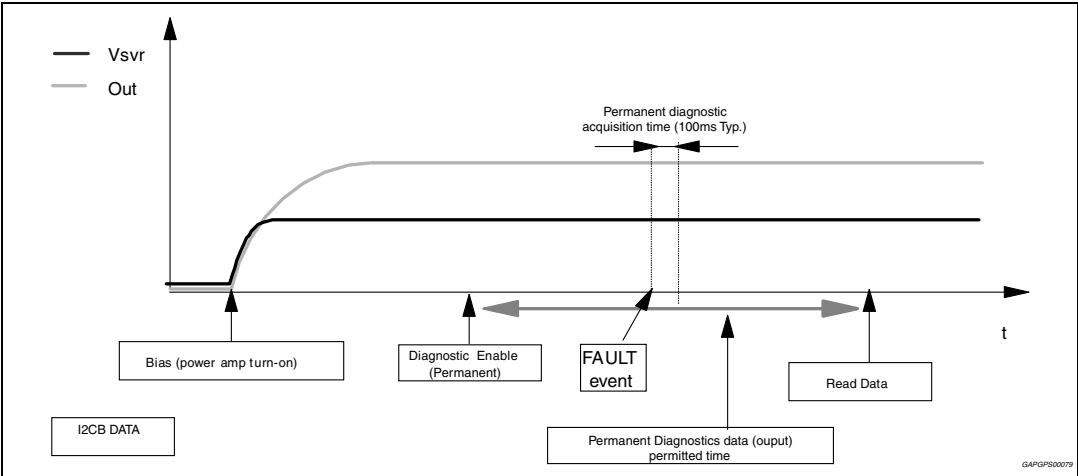 Vsvr
Out
Permanent diagnostic
acquisition time (100ms Typ.)
t
Bias (power amp turn-on)
Diagnostic Enable
(Permanent)
FAULT
event
Read Data
I2CB DATA
Permanent Diagnostics data (ouput)
permitted time
GAPGPS00079